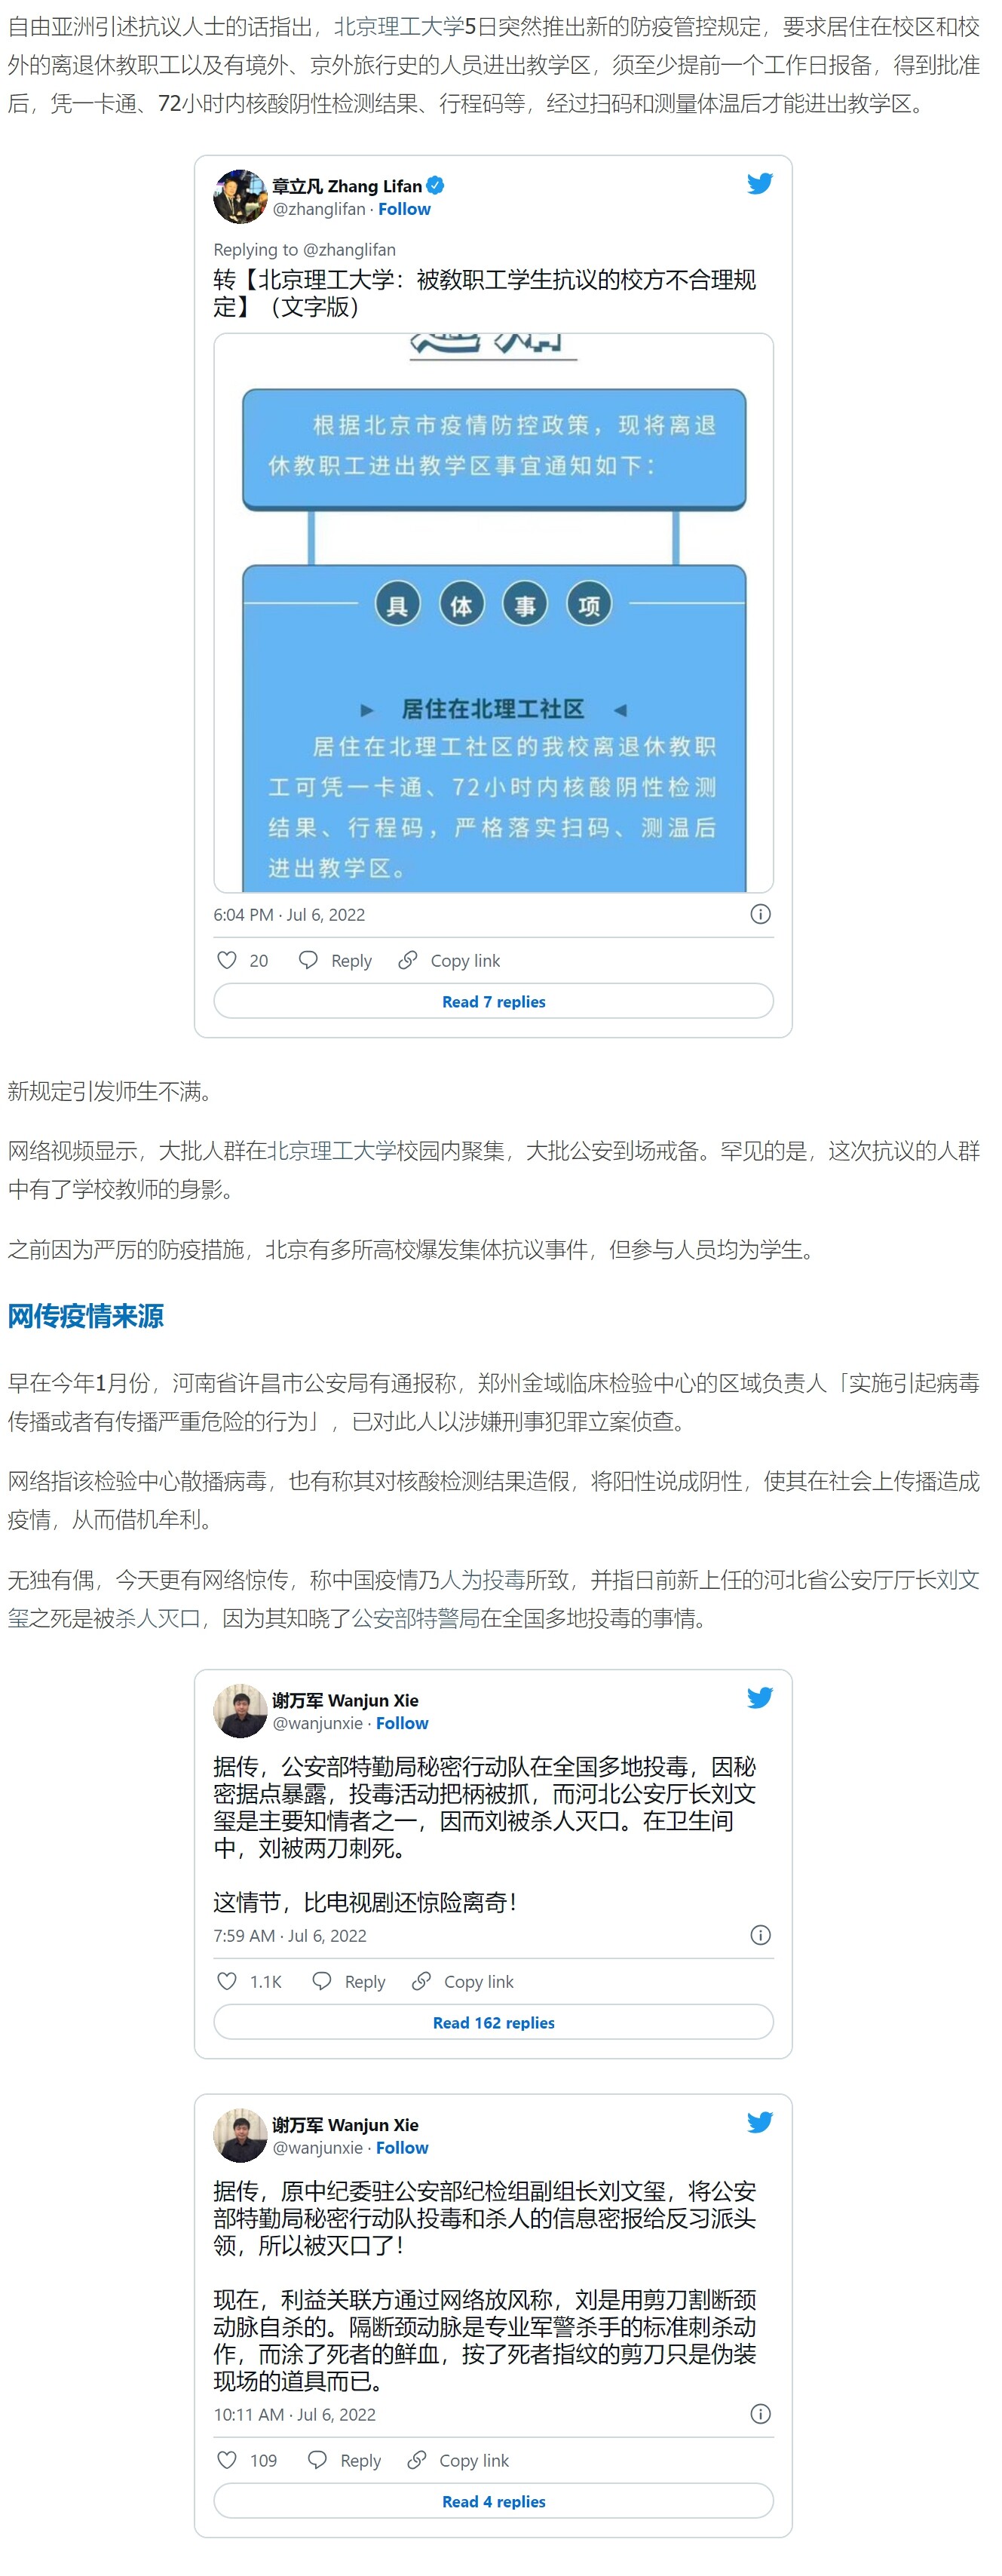 自由亚洲引述抗议人士的话指出，北京理工大学5日突然推出新的防疫管控规定，要求居住在校区和校
外的离退休教职工以及有境外、京外旅行史的人员进出教学区，须至少提前一个工作日报备，得到批准
后，凭一卡通、72小时内核酸阴性检测结果、行程码等，经过扫码和测量体温后才能进出教学区。
章立凡 Zhang Lifan
@zhanglifan · Follow
Replying to @zhanglifan
转【北京理工大学：被教职工学生抗议的校方不合理规
定】（文字版）
通知
根据北京市疫情防控政策，现将离退
休教职工进出教学区事宜通知如下：
具体事项
居住在北理工社区
居住在北理工社区的我校离退休教职
工可凭一卡通、72小时内核酸阴性检测
结果、行程码，严格落实扫码、测温后
进出教学区。
6:04 PM · Jul 6, 2022
20 Reply Copy link
Read 7 replies
新规定引发师生不满。
网络视频显示，大批人群在北京理工大学校园内聚集，大批公安到场戒备。罕见的是，这次抗议的人群
中有了学校教师的身影。
之前因为严厉的防疫措施，北京有多所高校爆发集体抗议事件，但参与人员均为学生。
网传疫情来源
早在今年1月份，河南省许昌市公安局有通报称，郑州金域临床检验中心的区域负责人「实施引起病毒
传播或者有传播严重危险的行为」，已对此人以涉嫌刑事犯罪立案侦查。
网络指该检验中心散播病毒，也有称其对核酸检测结果造假，将阳性说成阴性，使其在社会上传播造成
疫情，从而借机牟利。
无独有偶，今天更有网络惊传，称中国疫情乃人为投毒所致，并指日前新上任的河北省公安厅厅长刘文
玺之死是被杀人灭口，因为其知晓了公安部特警局在全国多地投毒的事情。
谢万军 Wanjun Xie
@wanjunxie · Follow
据传，公安部特勤局秘密行动队在全国多地投毒，因秘
密据点暴露，投毒活动把柄被抓，而河北公安厅长刘文
玺是主要知情者之一，因而刘被杀人灭口。在卫生间
中，刘被两刀刺死。
这情节，比电视剧还惊险离奇！
7:59 AM · Jul 6, 2022
1.1K Reply Copy link
Read 162 replies
谢万军 Wanjun Xie
@wanjunxie · Follow
据传，原中纪委驻公安部纪检组副组长刘文玺，将公安
部特勤局秘密行动队投毒和杀人的信息密报给反习派头
领，所以被灭口了！
现在，利益关联方通过网络放风称，刘是用剪刀割断颈
动脉自杀的。隔断颈动脉是专业军警杀手的标准刺杀动
作，而涂了死者的鲜血，按了死者指纹的剪刀只是伪装
现场的道具而已。
10:11 AM · Jul 6, 2022
109 Reply Copy link
Read 4 replies